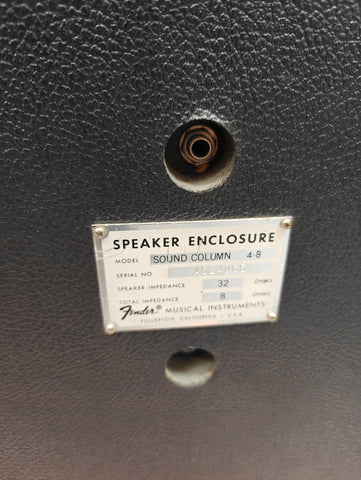 SPEAKER ENCLOSURE
MODEL SOUND COLUMN 4-8
SERIAL NO
SPEAKER IMPEDANCE 32 OHMS
TOTAL IMPEDANCE 8 OHMS
Fender® MUSICAL INSTRUMENTS
FULLERTON, CALIFORNIA - U.S.A.